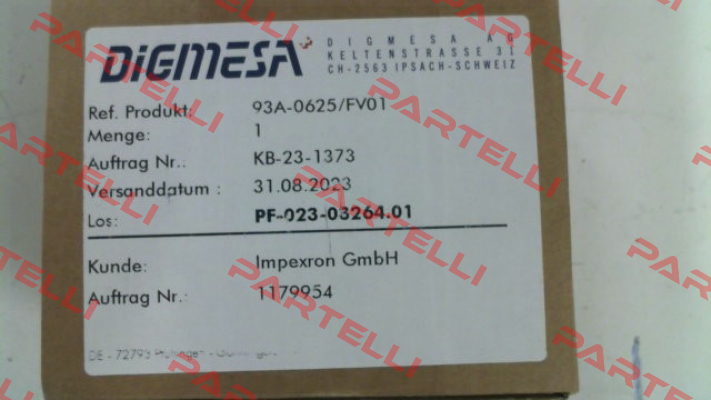 DIGMESA
DIGMESA AG
KELTENSTRASSE 31
CH-2563 IPSACH-SCHWEIZ
Ref. Produkt: 93A-0625/FV01
Menge: 1
Auftrag Nr.: KB-23-1373
Versanddatum : 31.08.2023
Los: PF-023-03264.01
Kunde: Impexron GmbH
Auftrag Nr.: 1179954
DE - 72793
PARTELLI
PARTELLI
PARTELLI
PARTELLI
PARTELLI
PARTELLI
PARTELLI